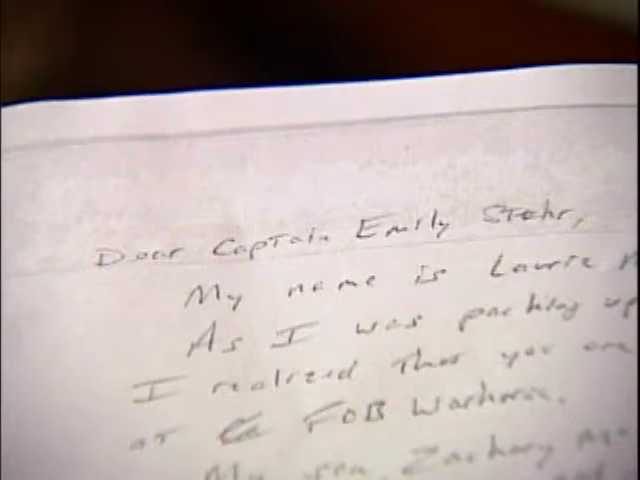 Dear Captain Emily Stehr,
My name is Laurie
As I was packing up
I realized that you are
at FOB Warhorse.
My son, Zachary